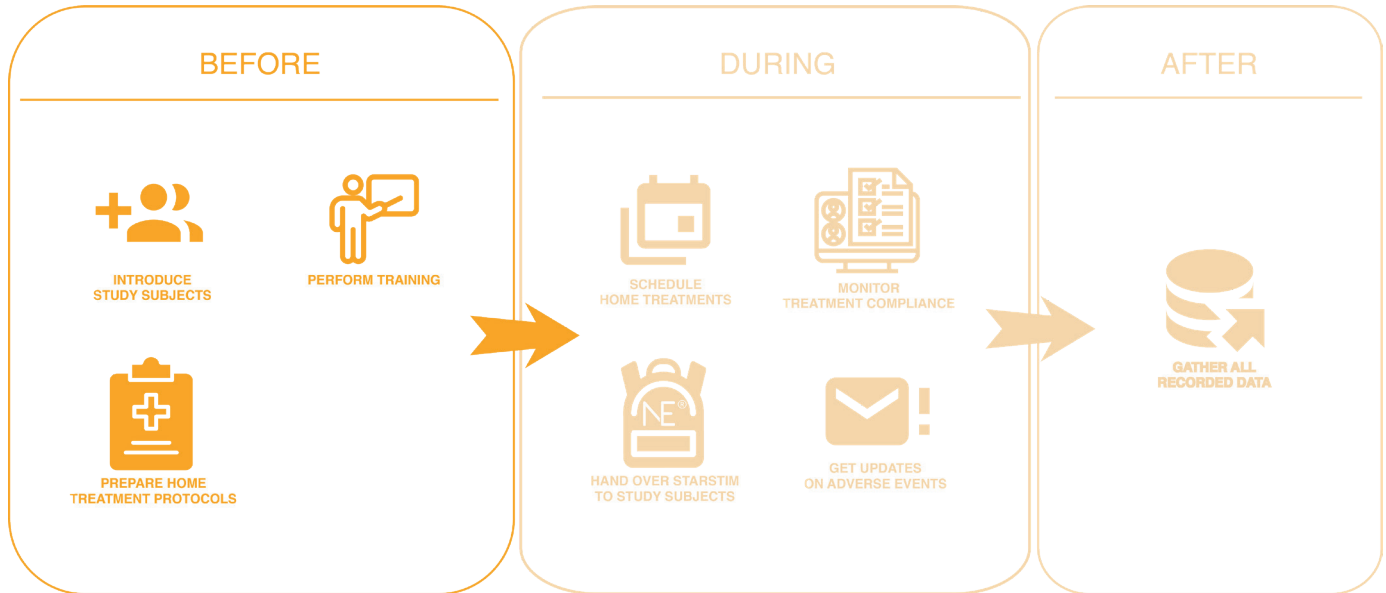 BEFORE
INTRODUCE
STUDY SUBJECTS
PERFORM TRAINING
PREPARE HOME
TREATMENT PROTOCOLS
DURING
SCHEDULE
HOME TREATMENTS
MONITOR
TREATMENT COMPLIANCE
NE®
HAND OVER STARSTIM
TO STUDY SUBJECTS
GET UPDATES
ON ADVERSE EVENTS
AFTER
GATHER ALL
RECORDED DATA